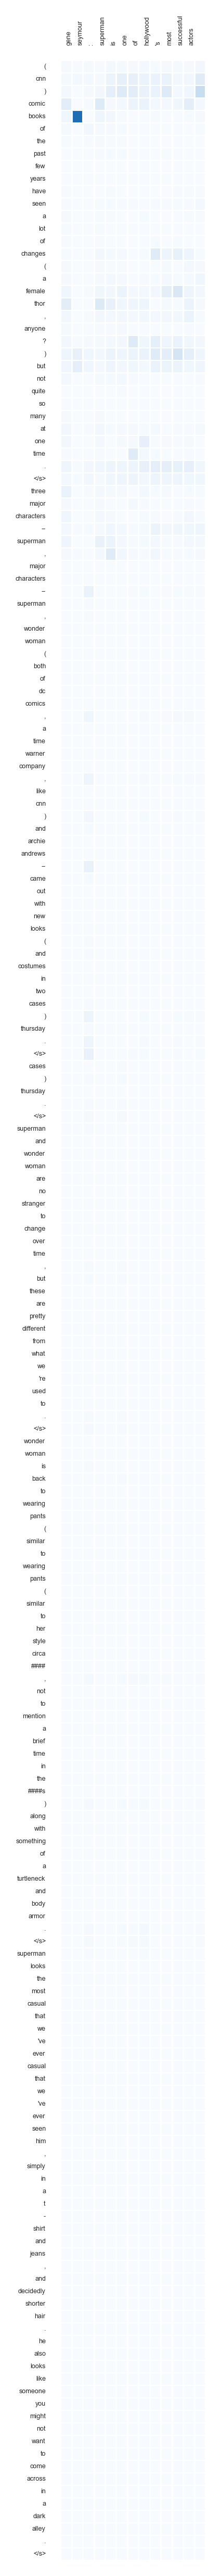 gene
seymour
:
superman
is
one
of
hollywood
's
most
successful
actors
.
(
cnn
)
comic
books
of
the
past
few
years
have
seen
a
lot
of
changes
(
a
female
thor
,
anyone
?
)
but
not
quite
so
many
at
one
time
.
</s>
three
major
characters
–
superman
,
major
characters
–
superman
,
wonder
woman
(
both
of
dc
comics
,
a
time
warner
company
,
like
cnn
)
and
archie
andrews
–
came
out
with
new
looks
(
and
costumes
in
two
cases
)
thursday
.
</s>
cases
)
thursday
.
</s>
superman
and
wonder
woman
are
no
stranger
to
change
over
time
,
but
these
are
pretty
different
from
what
we
're
used
to
.
</s>
wonder
woman
is
back
to
wearing
pants
(
similar
to
wearing
pants
(
similar
to
her
style
circa
####
,
not
to
mention
a
brief
time
in
the
####s
)
along
with
something
of
a
turtleneck
and
body
armor
.
</s>
superman
looks
the
most
casual
that
we
've
ever
casual
that
we
've
ever
seen
him
,
simply
in
a
t
-
shirt
and
jeans
,
and
decidedly
shorter
hair
.
he
also
looks
like
someone
you
might
not
want
to
come
across
in
a
dark
alley
.
</s>